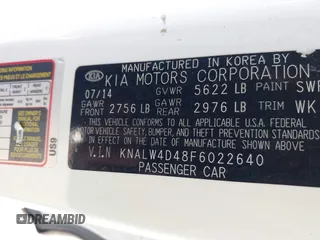 MANUFACTURED IN KOREA BY
KIA KIA MOTORS CORPORATION
07/14 GVWR 5622 LB PAINT SWP
GAWR FRONT 2756 LB GAWR REAR 2976 LB TRIM WK
THIS VEHICLE CONFORMS TO ALL APPLICABLE U.S. FEDERAL
MOTOR VEHICLE SAFETY, BUMPER, AND THEFT PREVENTION STANDARDS
IN EFFECT ON THE DATE OF MANUFACTURE SHOWN ABOVE.
V.I.N KNALW4D48F6022640
PASSENGER CAR
US9
DREAMBID